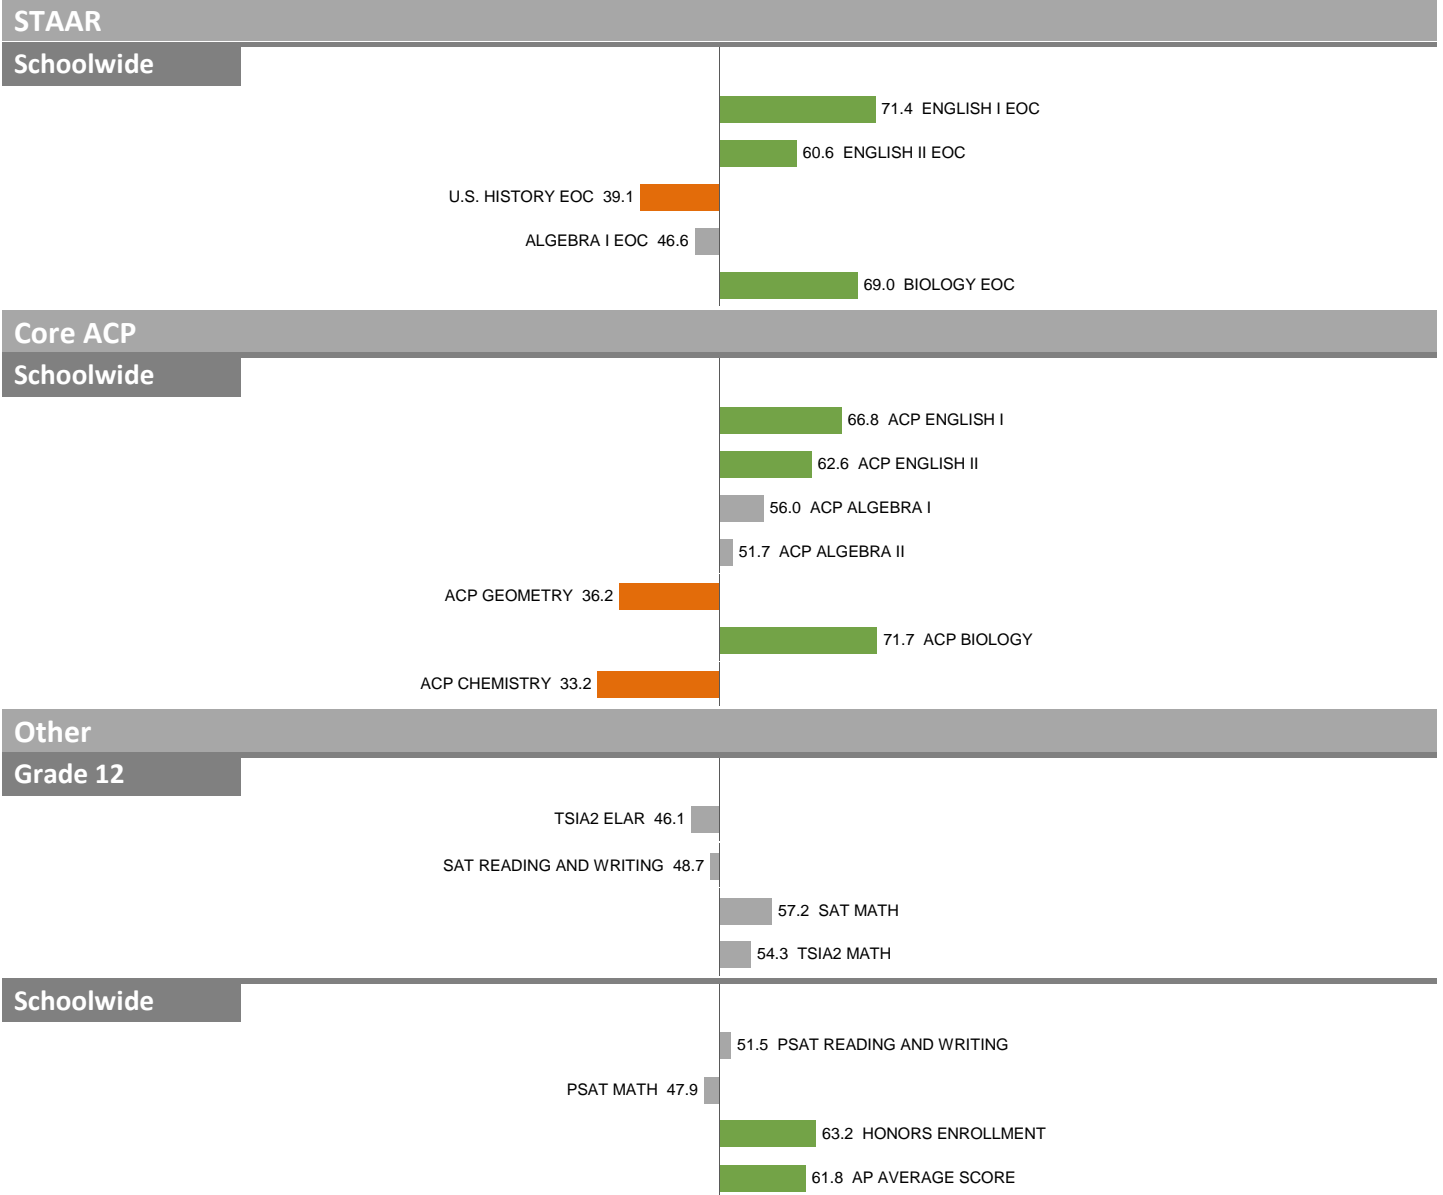 STAAR
Schoolwide
71.4 ENGLISH I EOC
60.6 ENGLISH II EOC
U.S. HISTORY EOC 39.1
ALGEBRA I EOC 46.6
69.0 BIOLOGY EOC
Core ACP
Schoolwide
66.8 ACP ENGLISH I
62.6 ACP ENGLISH II
56.0 ACP ALGEBRA I
51.7 ACP ALGEBRA II
ACP GEOMETRY 36.2
71.7 ACP BIOLOGY
ACP CHEMISTRY 33.2
Other
Grade 12
TSIA2 ELAR 46.1
SAT READING AND WRITING 48.7
57.2 SAT MATH
54.3 TSIA2 MATH
Schoolwide
51.5 PSAT READING AND WRITING
PSAT MATH 47.9
63.2 HONORS ENROLLMENT
61.8 AP AVERAGE SCORE